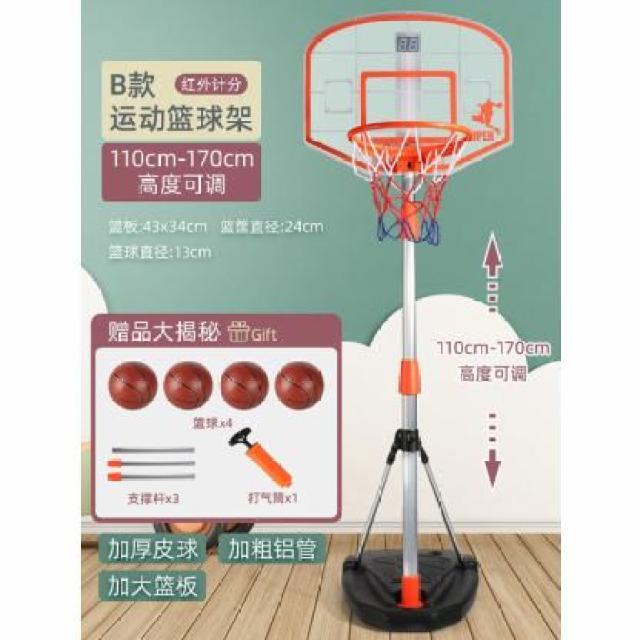 B款 红外计分
运动篮球架
110cm-170cm
高度可调
篮板:43x34cm 篮筐直径:24cm
篮球直径:13cm
赠品大揭秘 Gift
篮球x4
支撑杆x3 打气筒x1
加厚皮球 加粗铝管
加大篮板
88
110cm-170cm
高度可调